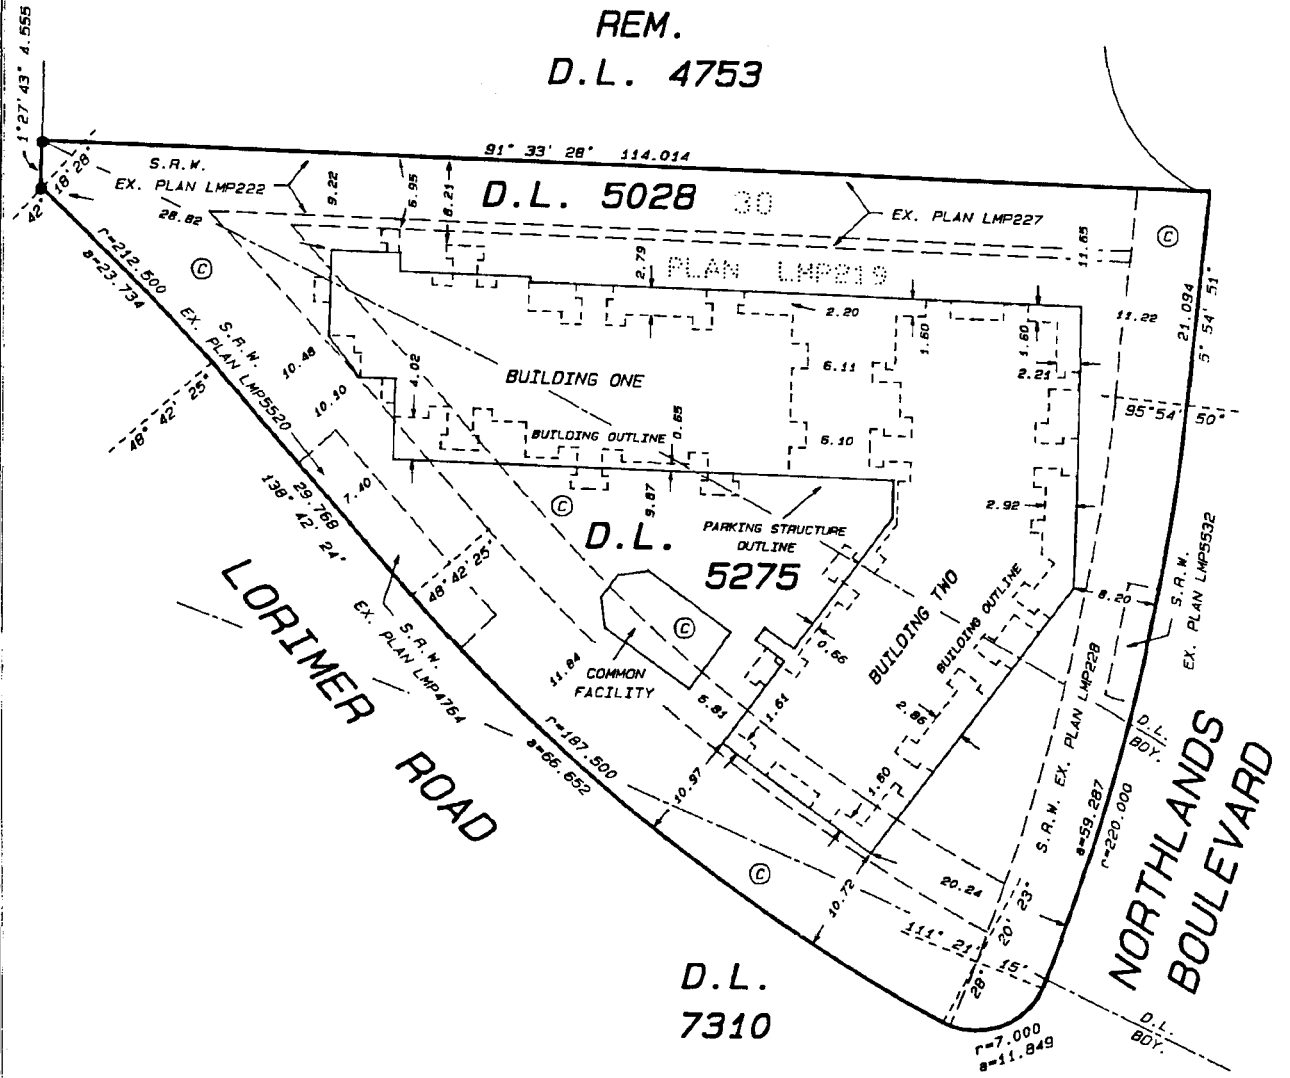 REM.
D.L. 4753
1° 27' 43" 4.555
42° 18' 28"
S.R.W.
EX. PLAN LMP222
28.82
9.22
6.95
8.21
91° 33' 28" 114.014
D.L. 5028 30
EX. PLAN LMP227
11.65
C
PLAN LMP219
2.79
2.20
1.60
1.60
2.21
11.22
21.094
5° 54' 51"
95° 54' 50"
r=212.500
a=23.734
C
S.R.W.
EX. PLAN LMP5520
10.48
10.90
4.02
BUILDING ONE
BUILDING OUTLINE
0.65
6.11
6.10
48° 42' 25"
29.768
138° 42' 24"
7.40
9.87
C
D.L.
5275
PARKING STRUCTURE
OUTLINE
2.92
48° 42' 25"
LORIMER ROAD
S.R.W.
EX. PLAN LMP4764
11.84
COMMON
FACILITY
C
6.81
1.61
0.66
BUILDING TWO
BUILDING OUTLINE
2.86
1.60
8.20
S.R.W.
EX. PLAN LMP5532
S.R.W. EX. PLAN LMP228
D.L.
BDY.
a=59.287
r=220.000
NORTHLANDS
BOULEVARD
r=187.500
a=66.652
10.97
C
10.72
20.24
111° 21' 15"
28° 20' 23"
D.L.
7310
r=7.000
a=11.849
D.L.
BDY.